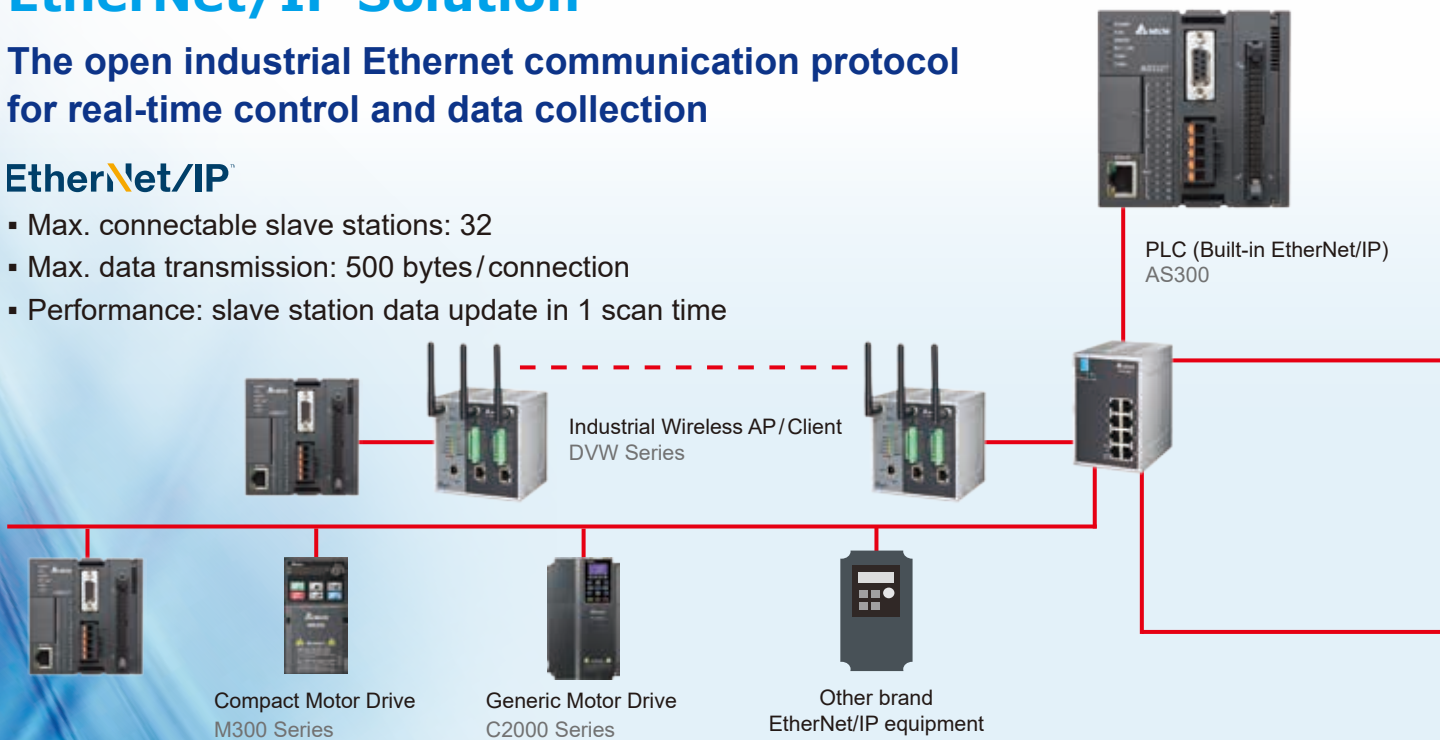 EtherNet/IP Solution
The open industrial Ethernet communication protocol
for real-time control and data collection
EtherNet/IP™
▪ Max. connectable slave stations: 32
▪ Max. data transmission: 500 bytes/connection
▪ Performance: slave station data update in 1 scan time
PLC (Built-in EtherNet/IP)
AS300
Industrial Wireless AP/Client
DVW Series
Compact Motor Drive
M300 Series
Generic Motor Drive
C2000 Series
Other brand
EtherNet/IP equipment